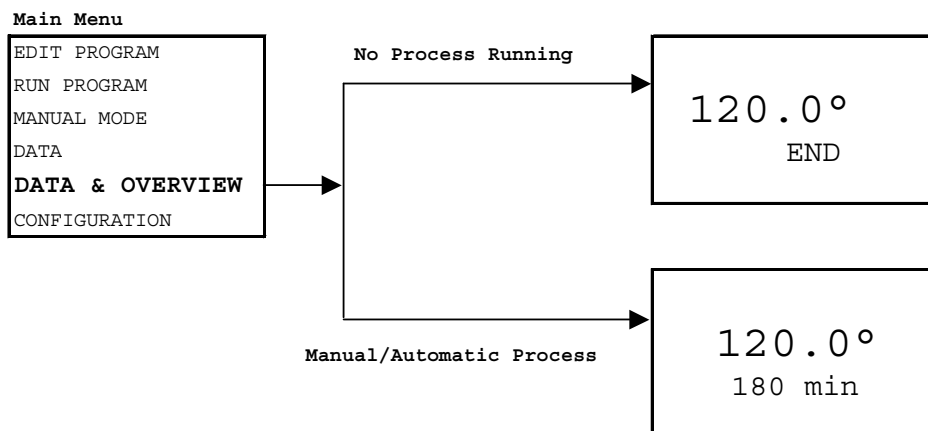 Main Menu
EDIT PROGRAM
RUN PROGRAM
MANUAL MODE
DATA
DATA & OVERVIEW
CONFIGURATION
No Process Running
120.0°
END
Manual/Automatic Process
120.0°
180 min